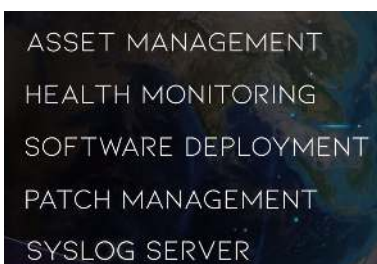 ASSET MANAGEMENT
HEALTH MONITORING
SOFTWARE DEPLOYMENT
PATCH MANAGEMENT
SYSLOG SERVER